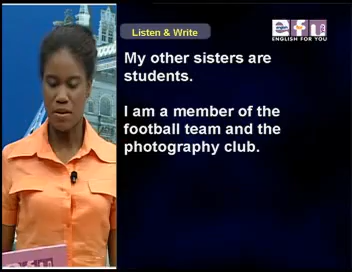 Listen & Write
efu
ENGLISH FOR YOU
My other sisters are
students.
I am a member of the
football team and the
photography club.